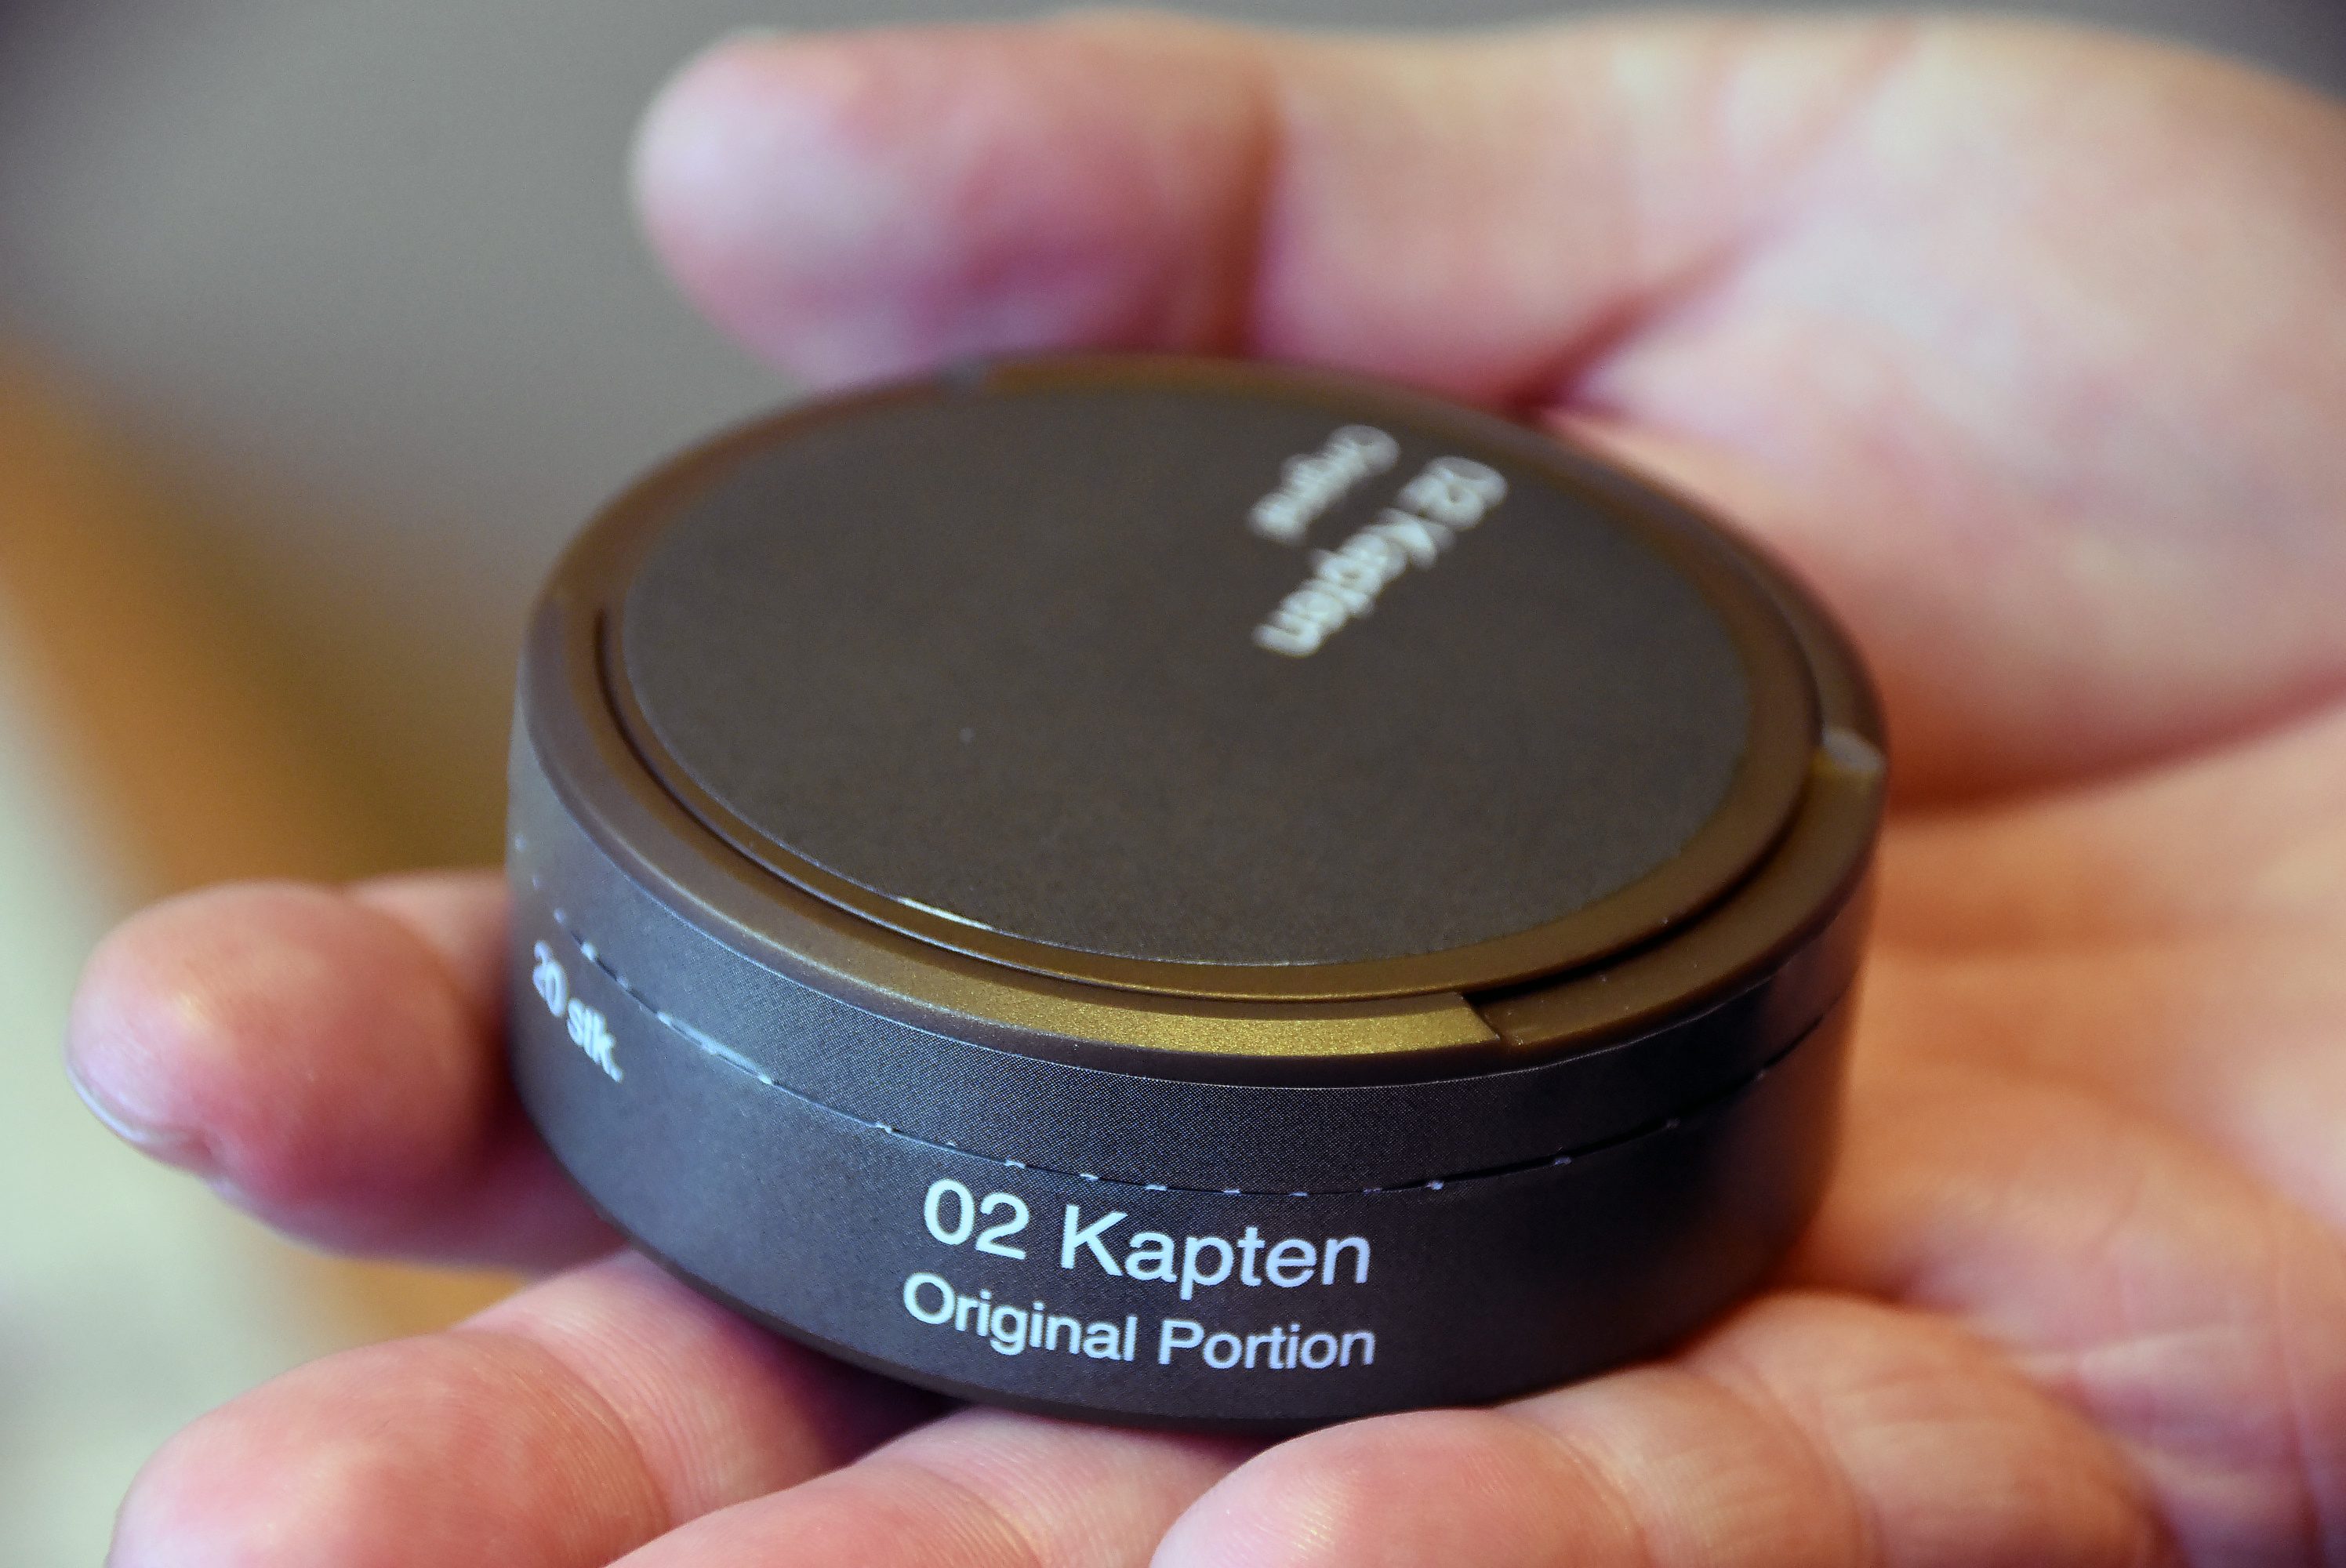 02 Kapten
Original
20 stk.
02 Kapten
Original Portion